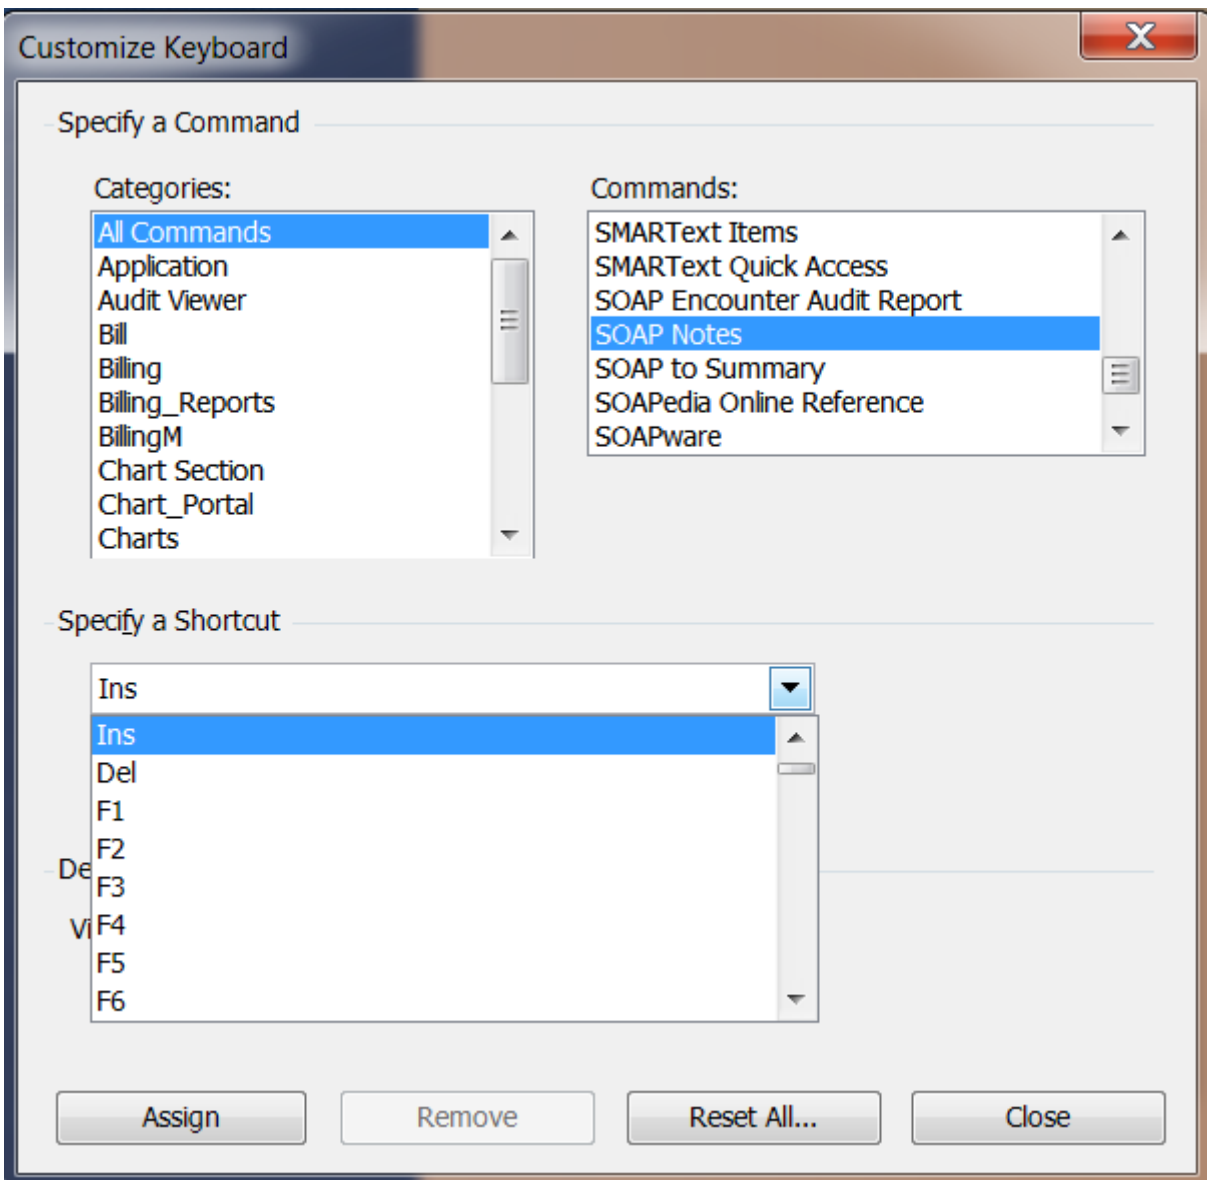 Customize Keyboard
X
Specify a Command
Categories:
All Commands
Application
Audit Viewer
Bill
Billing
Billing_Reports
BillingM
Chart Section
Chart_Portal
Charts
Commands:
SMARText Items
SMARText Quick Access
SOAP Encounter Audit Report
SOAP Notes
SOAP to Summary
SOAPedia Online Reference
SOAPware
Specify a Shortcut
Ins
Ins
Del
F1
F2
F3
F4
F5
F6
De
Vi
Assign
Remove
Reset All...
Close